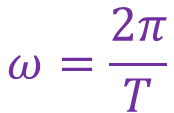 ω = 2π / T